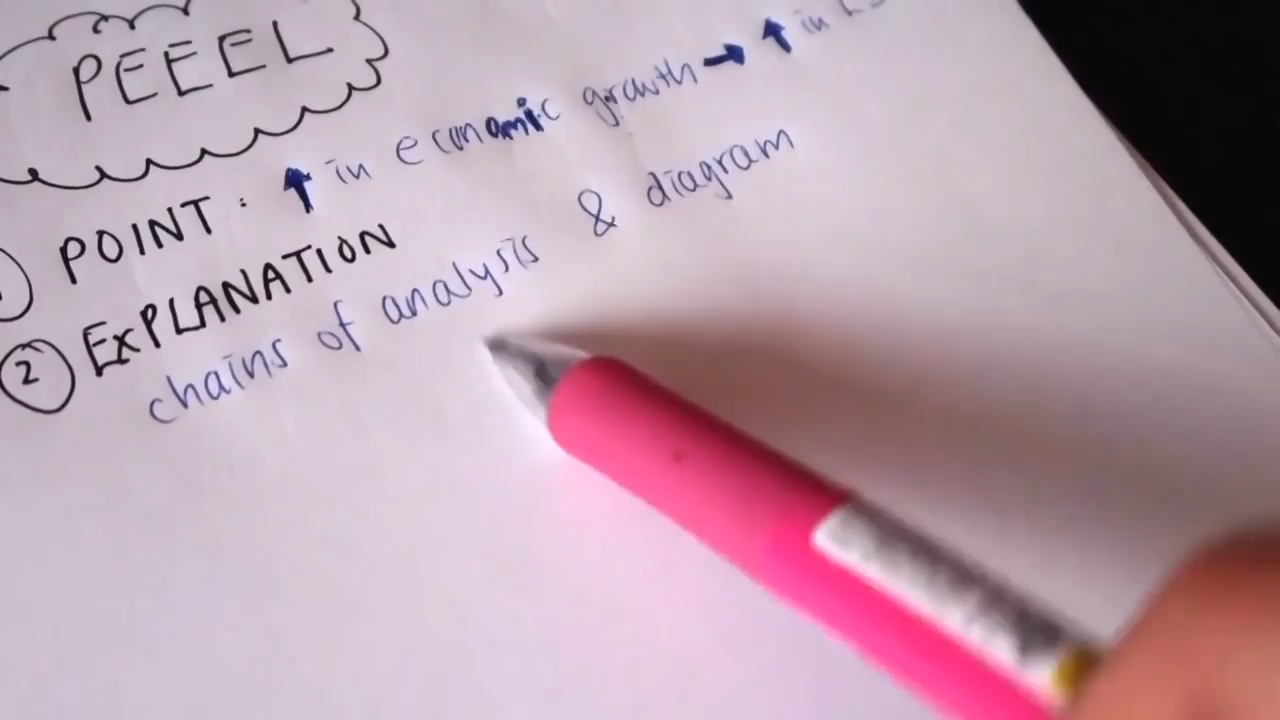 PEEEL
POINT: ↑ in economic growth → ↑ in
② EXPLANATION
chains of analysis & diagram